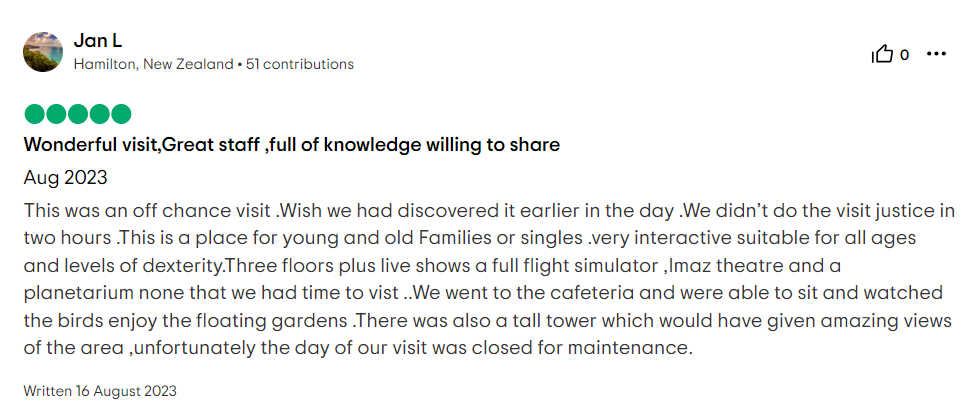 Jan L
Hamilton, New Zealand • 51 contributions
0
Wonderful visit,Great staff ,full of knowledge willing to share
Aug 2023
This was an off chance visit .Wish we had discovered it earlier in the day .We didn’t do the visit justice in
two hours .This is a place for young and old Families or singles .very interactive suitable for all ages
and levels of dexterity.Three floors plus live shows a full flight simulator ,Imaz theatre and a
planetarium none that we had time to vist ..We went to the cafeteria and were able to sit and watched
the birds enjoy the floating gardens .There was also a tall tower which would have given amazing views
of the area ,unfortunately the day of our visit was closed for maintenance.
Written 16 August 2023